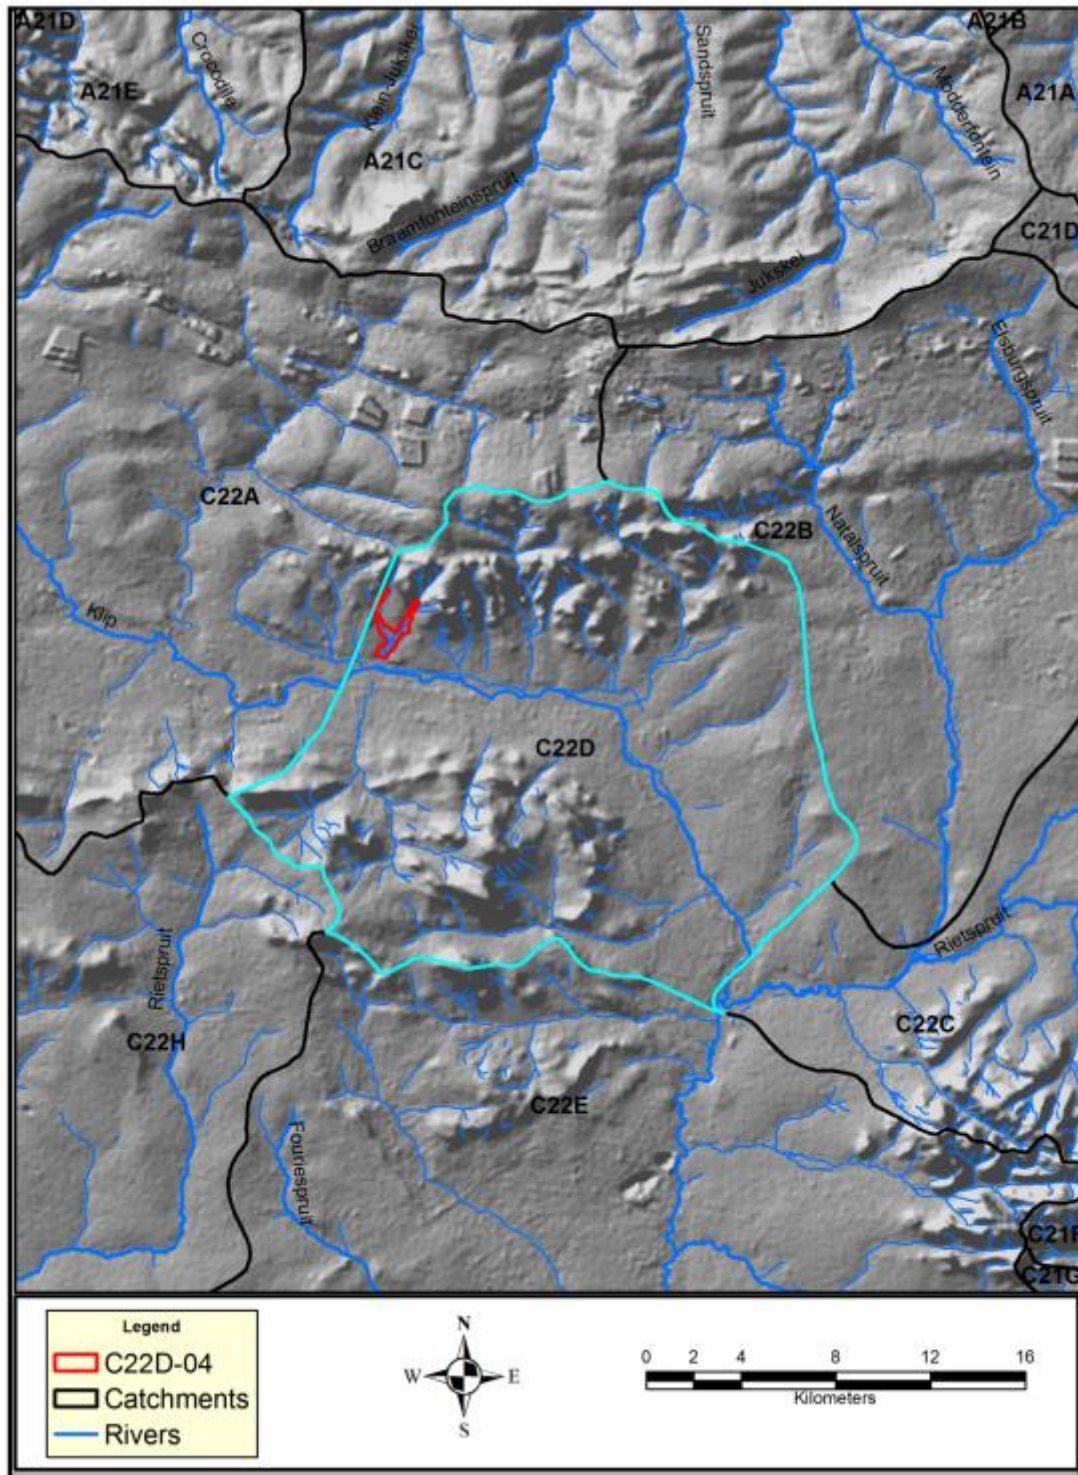 A21D
A21B
Crocodile
Klein Jukskei
Sandspruit
Modderfontein
A21E
A21A
A21C
Braamfonteinspruit
C21D
Jukskei
Elsburgspruit
C22A
C22B
Natalspruit
Klip
C22D
Rietspruit
Rietspruit
C22C
C22H
C22E
Fouriespruit
C21F
C21G
Legend
C22D-04
Catchments
Rivers
N
W E
S
0 2 4 8 12 16
Kilometers